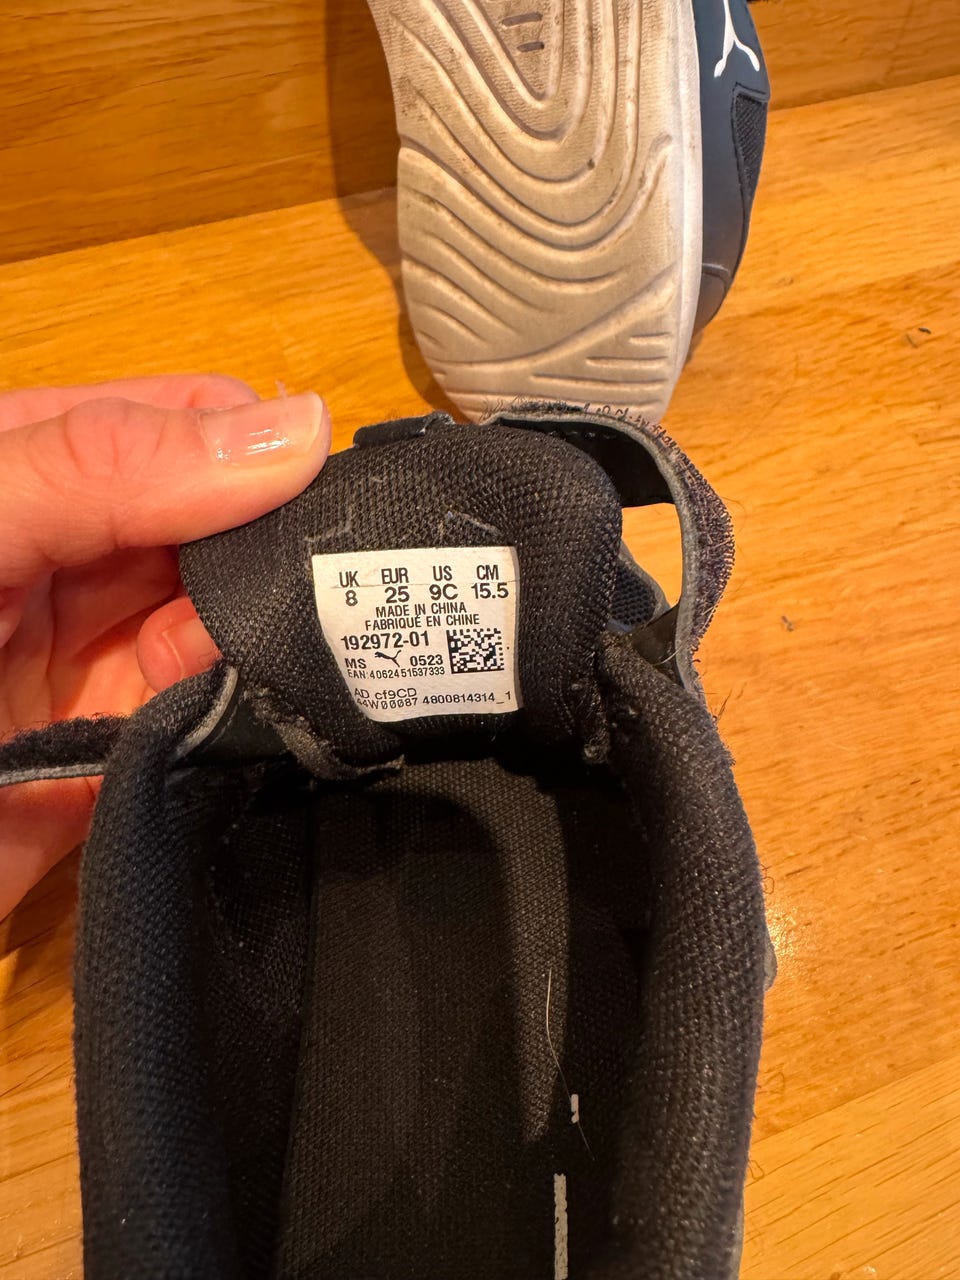 UK EUR US CM
8 25 9C 15.5
MADE IN CHINA
FABRIQUÉ EN CHINE
192972-01
MS 0523
EAN:4062451537333
AD cf9CD
44W00087 4800814314_1